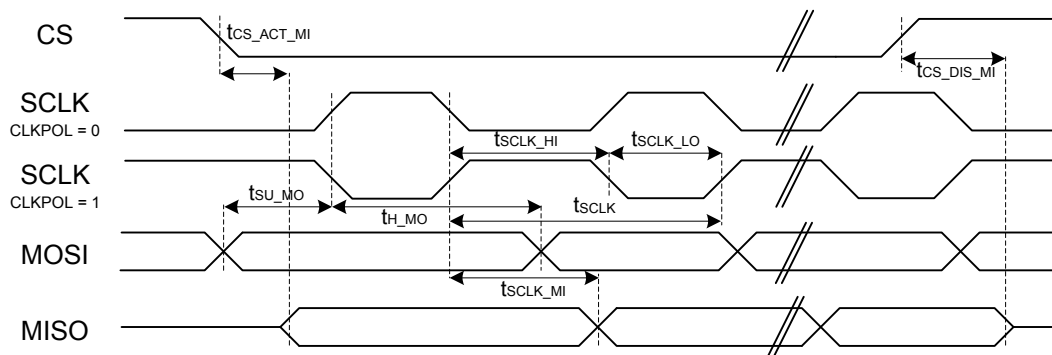 CS
tCS_ACT_MI
tCS_DIS_MI
SCLK
CLKPOL = 0
tSCLK_HI
tSCLK_LO
SCLK
CLKPOL = 1
tSU_MO
tH_MO
tSCLK
MOSI
tSCLK_MI
MISO